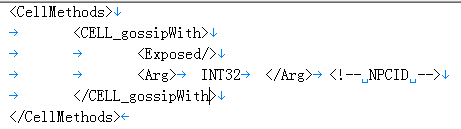 <CellMethods>
<CELL_gossipWith>
<Exposed/>
<Arg> INT32 </Arg> <!-- NPCID -->
</CELL_gossipWith>
</CellMethods>